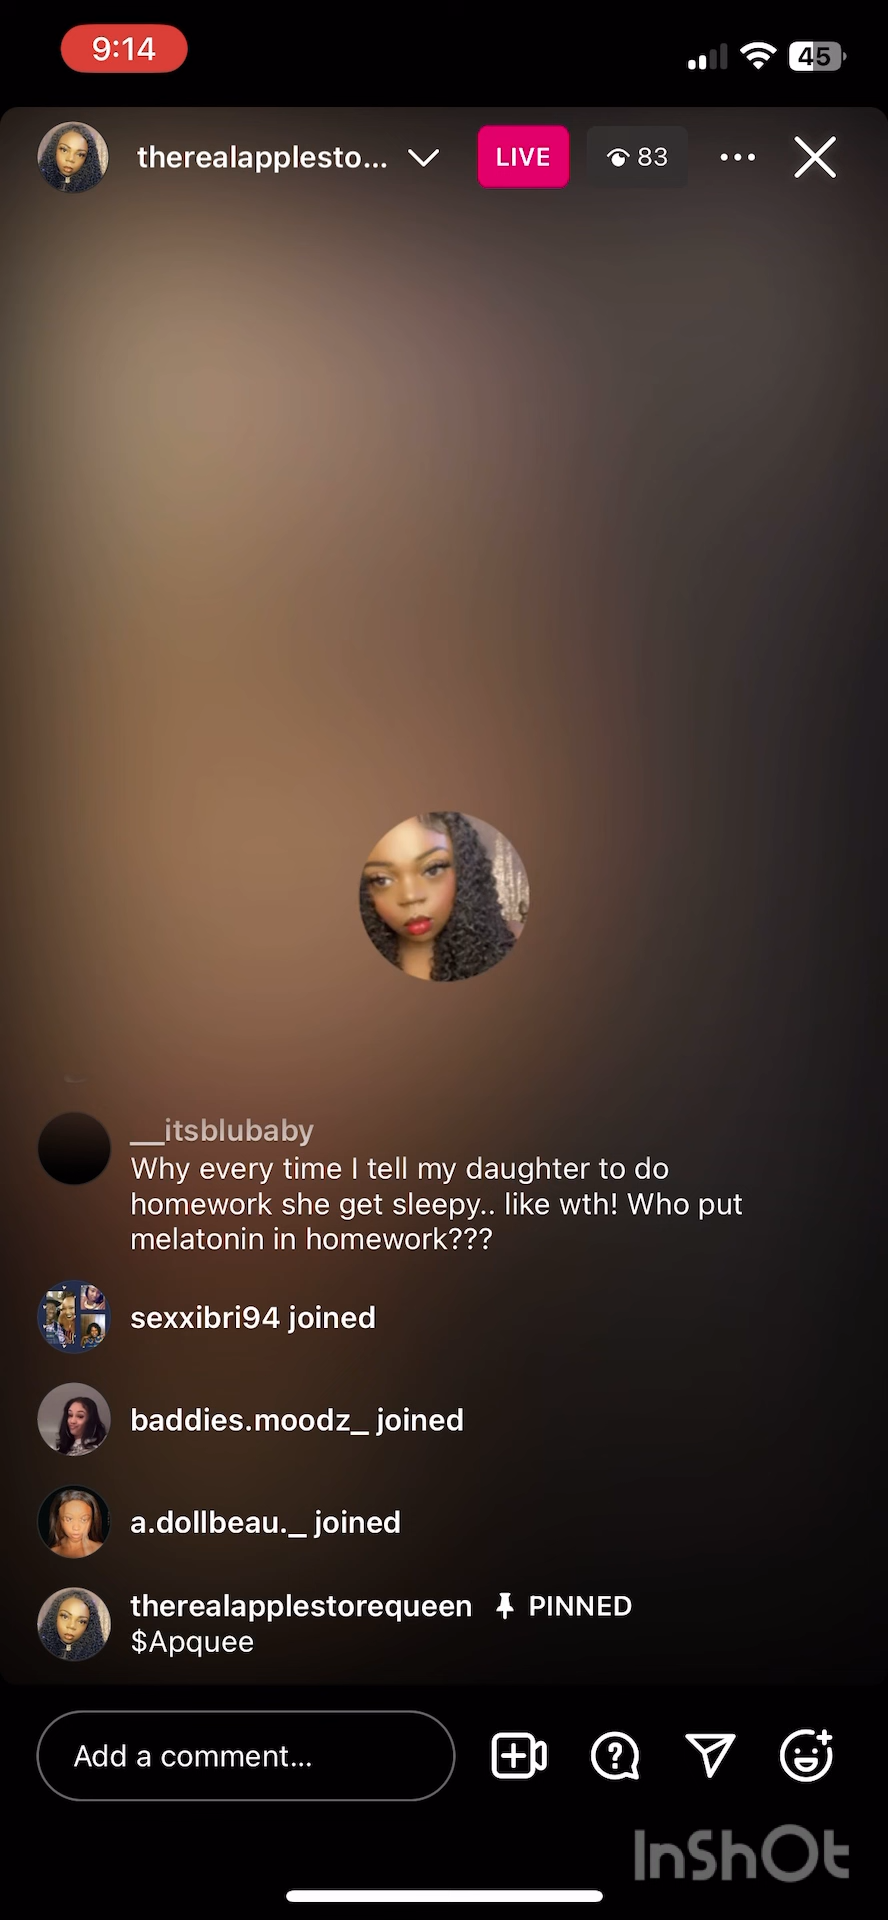 9:14
45
therealapplesto...
LIVE
83
__itsblubaby
Why every time I tell my daughter to do
homework she get sleepy.. like wth! Who put
melatonin in homework???
sexxibri94 joined
baddies.moodz_ joined
a.dollbeau._ joined
therealapplestorequeen PINNED
$Apquee
Add a comment...
InShOt